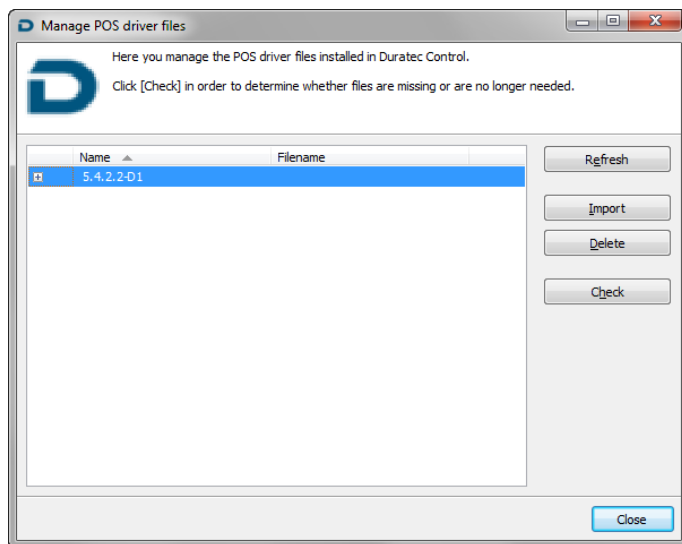 Manage POS driver files
Here you manage the POS driver files installed in Duratec Control.
Click [Check] in order to determine whether files are missing or are no longer needed.
Name Filename
5.4.2.2-D1
Refresh
Import
Delete
Check
Close